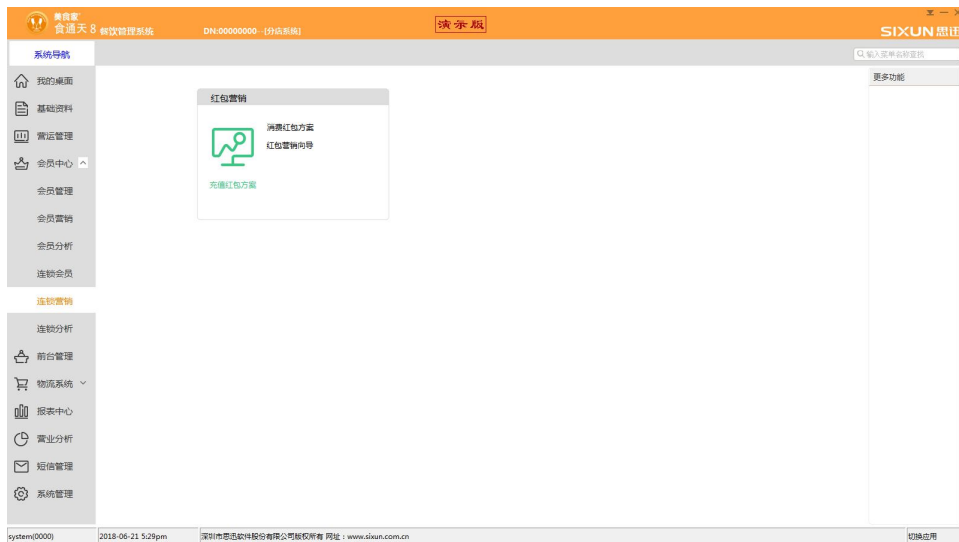 美食家
食通天 8 餐饮管理系统
DN:00000000--[分店系统]
演示版
SIXUN 思迅
系统导航
输入菜单名称查找
我的桌面
基础资料
营运管理
会员中心
会员管理
会员营销
会员分析
连锁会员
连锁营销
连锁分析
前台管理
物流系统
报表中心
营业分析
短信管理
系统管理
红包营销
消费红包方案
红包营销向导
充值红包方案
更多功能
system(0000)
2018-06-21 5:29pm
深圳市思迅软件股份有限公司版权所有 网址：www.sixun.com.cn
切换应用